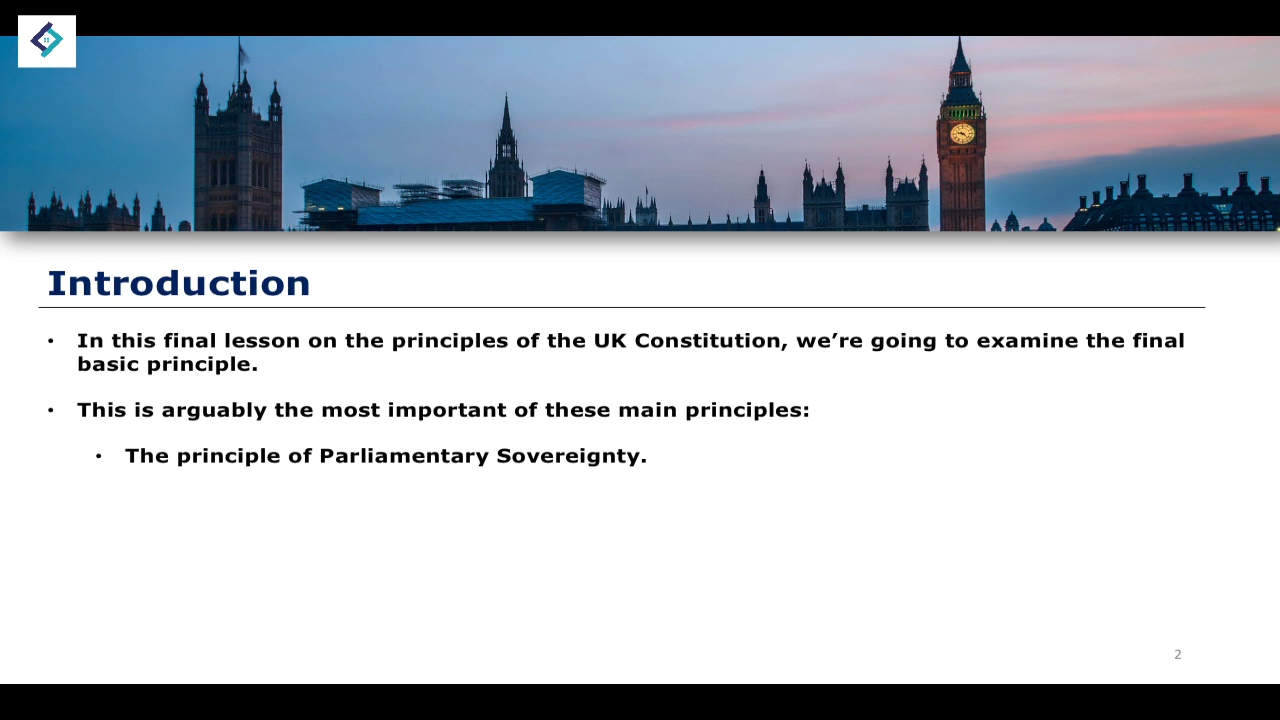 Introduction
• In this final lesson on the principles of the UK Constitution, we’re going to examine the final
basic principle.
• This is arguably the most important of these main principles:
• The principle of Parliamentary Sovereignty.
2